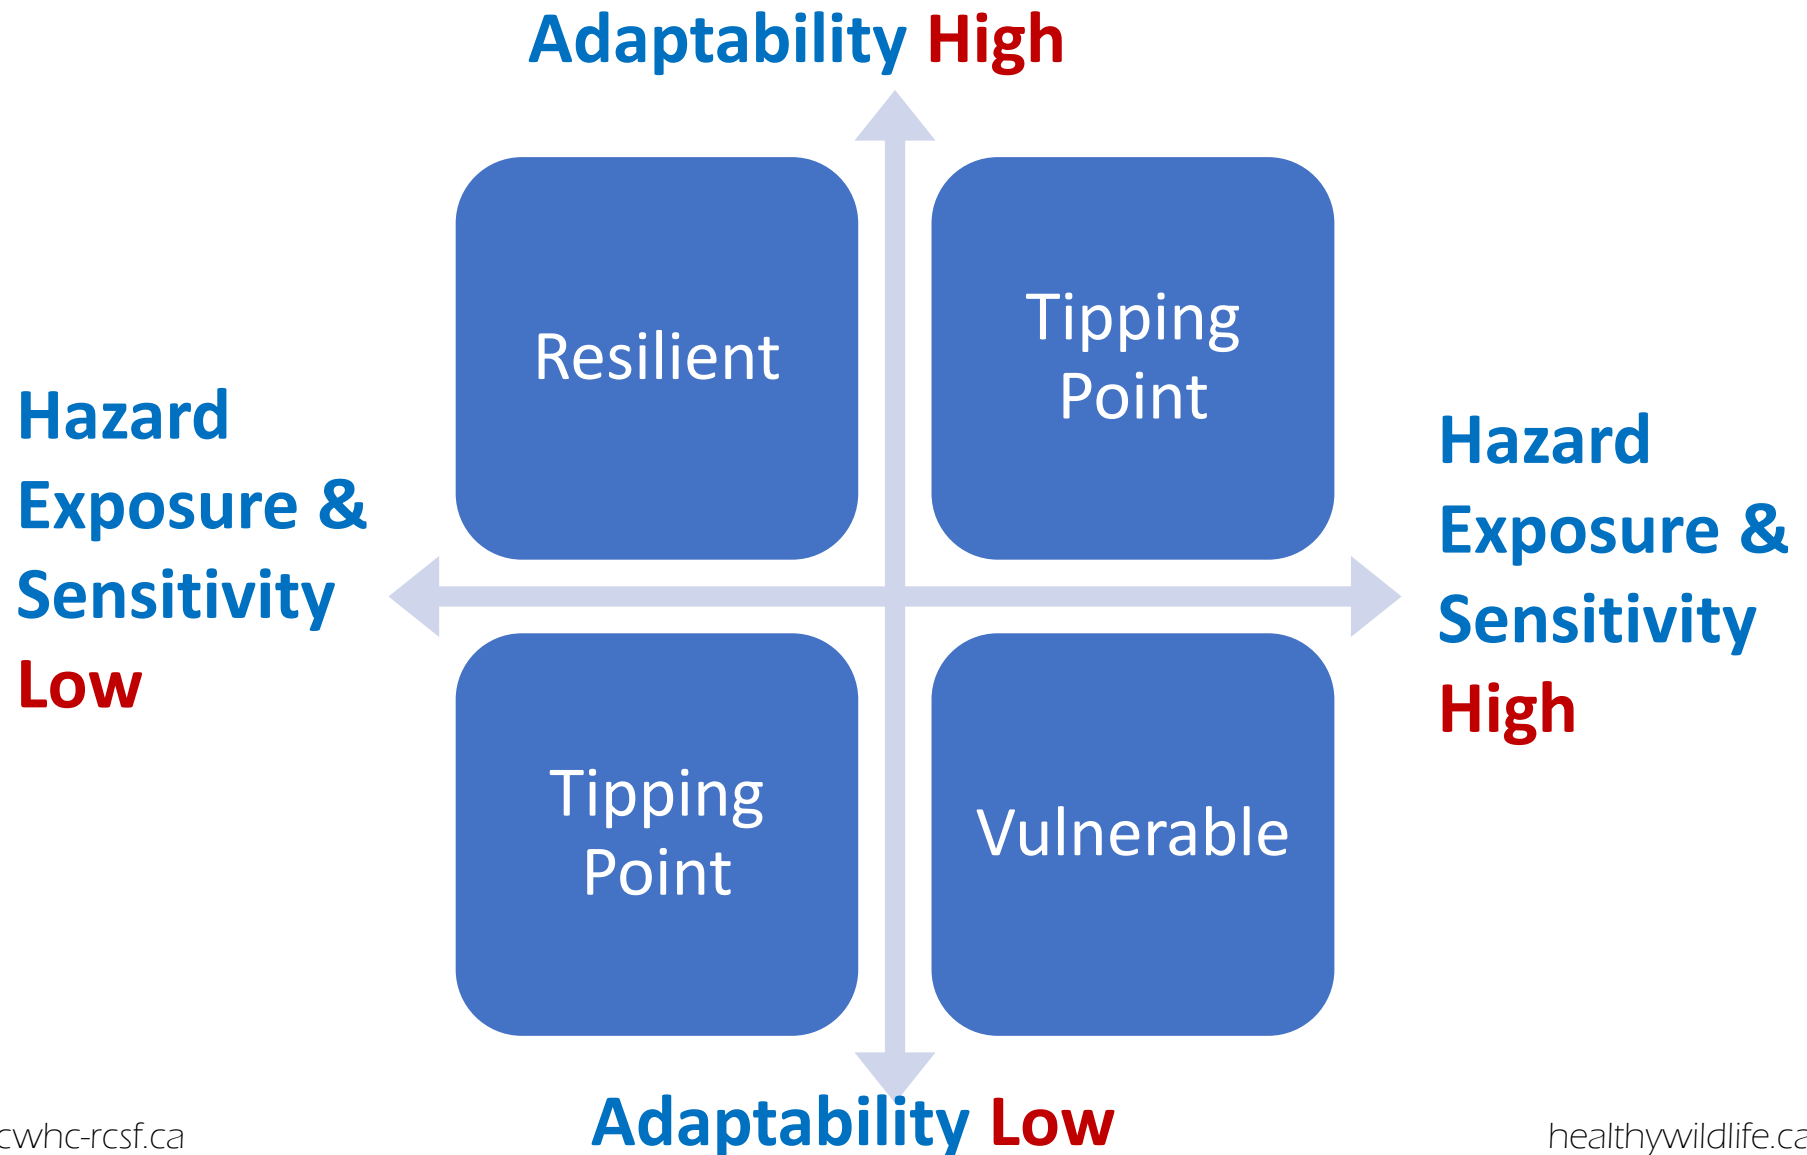 Adaptability High
Resilient
Tipping
Point
Hazard
Exposure &
Sensitivity
Low
Hazard
Exposure &
Sensitivity
High
Tipping
Point
Vulnerable
Adaptability Low
cwhc-rcsf.ca
healthywildlife.ca